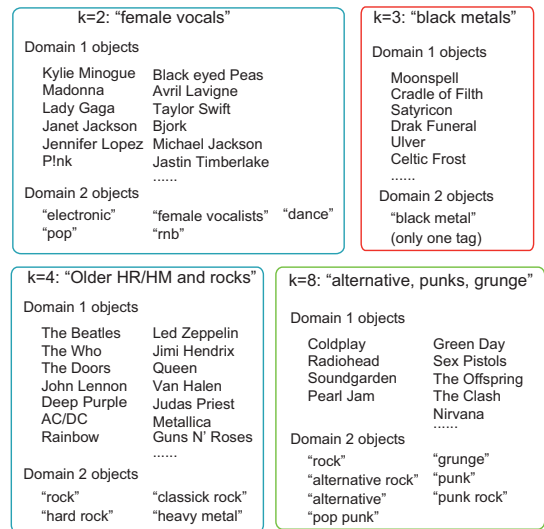 k=2: “female vocals”
Domain 1 objects
Kylie Minogue
Madonna
Lady Gaga
Janet Jackson
Jennifer Lopez
P!nk
Black eyed Peas
Avril Lavigne
Taylor Swift
Bjork
Michael Jackson
Jastin Timberlake
......
Domain 2 objects
“electronic” “female vocalists” “dance”
“pop” “rnb”
k=3: “black metals”
Domain 1 objects
Moonspell
Cradle of Filth
Satyricon
Drak Funeral
Ulver
Celtic Frost
......
Domain 2 objects
“black metal”
(only one tag)
k=4: “Older HR/HM and rocks”
Domain 1 objects
The Beatles
The Who
The Doors
John Lennon
Deep Purple
AC/DC
Rainbow
Led Zeppelin
Jimi Hendrix
Queen
Van Halen
Judas Priest
Metallica
Guns N’ Roses
......
Domain 2 objects
“rock” “classick rock”
“hard rock” “heavy metal”
k=8: “alternative, punks, grunge”
Domain 1 objects
Coldplay
Radiohead
Soundgarden
Pearl Jam
Green Day
Sex Pistols
The Offspring
The Clash
Nirvana
......
Domain 2 objects
“rock” “grunge”
“alternative rock” “punk”
“alternative” “punk rock”
“pop punk”